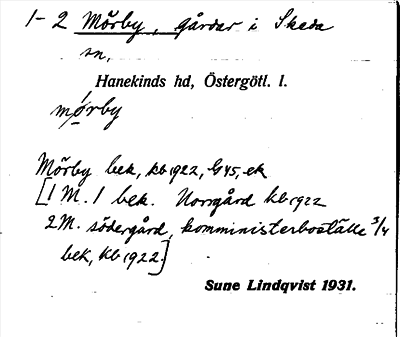 1-2 Mörby, gårdar i Skeda
sn,
Hanekinds hd, Östergötl. l.
mørby
Mörby bek, kb 1922, G45, ek
[1 M. 1 bek. Norrgård kb 1922
2 M. södergård, komministerboställe 3/4
bek, kb 1922.]
Sune Lindqvist 1931.